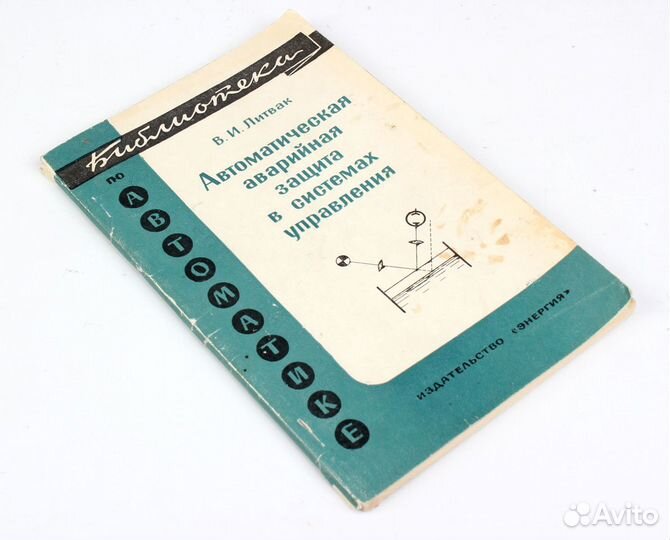 Библиотека
по
АВТОМАТИКЕ
В. И. Литвак
Автоматическая
аварийная
защита
в системах
управления
ИЗДАТЕЛЬСТВО «ЭНЕРГИЯ»
Avito